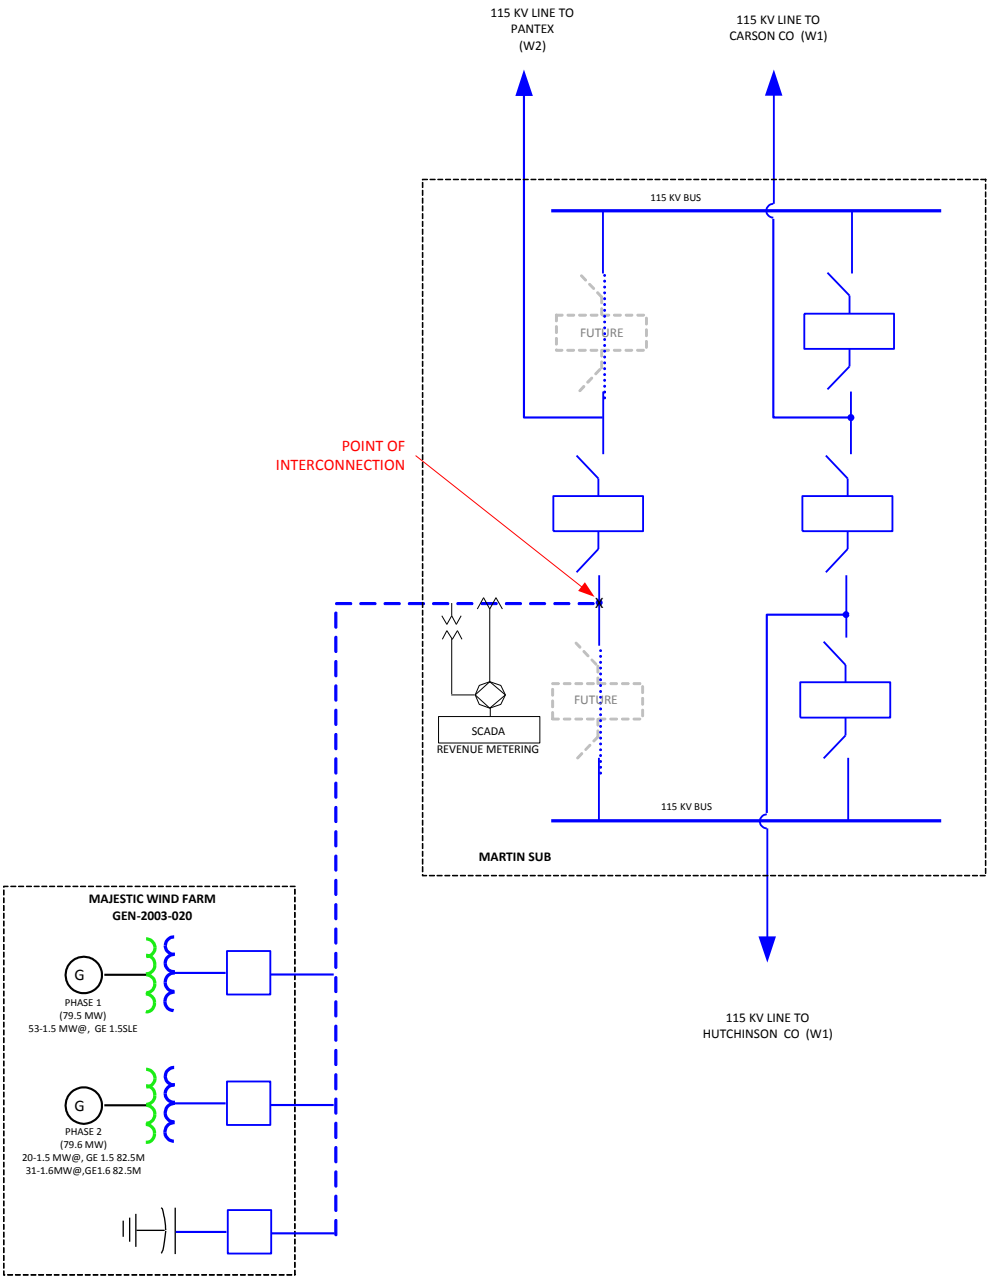 115 KV LINE TO
PANTEX
(W2)
115 KV LINE TO
CARSON CO  (W1)
115 KV BUS
FUTURE
POINT OF
INTERCONNECTION
FUTURE
SCADA
REVENUE METERING
115 KV BUS
MARTIN SUB
MAJESTIC WIND FARM
GEN-2003-020
G
PHASE 1
(79.5 MW)
53-1.5 MW@,  GE 1.5SLE
115 KV LINE TO
HUTCHINSON  CO  (W1)
G
PHASE 2
(79.6 MW)
20-1.5 MW@, GE 1.5 82.5M
31-1.6MW@,GE1.6 82.5M